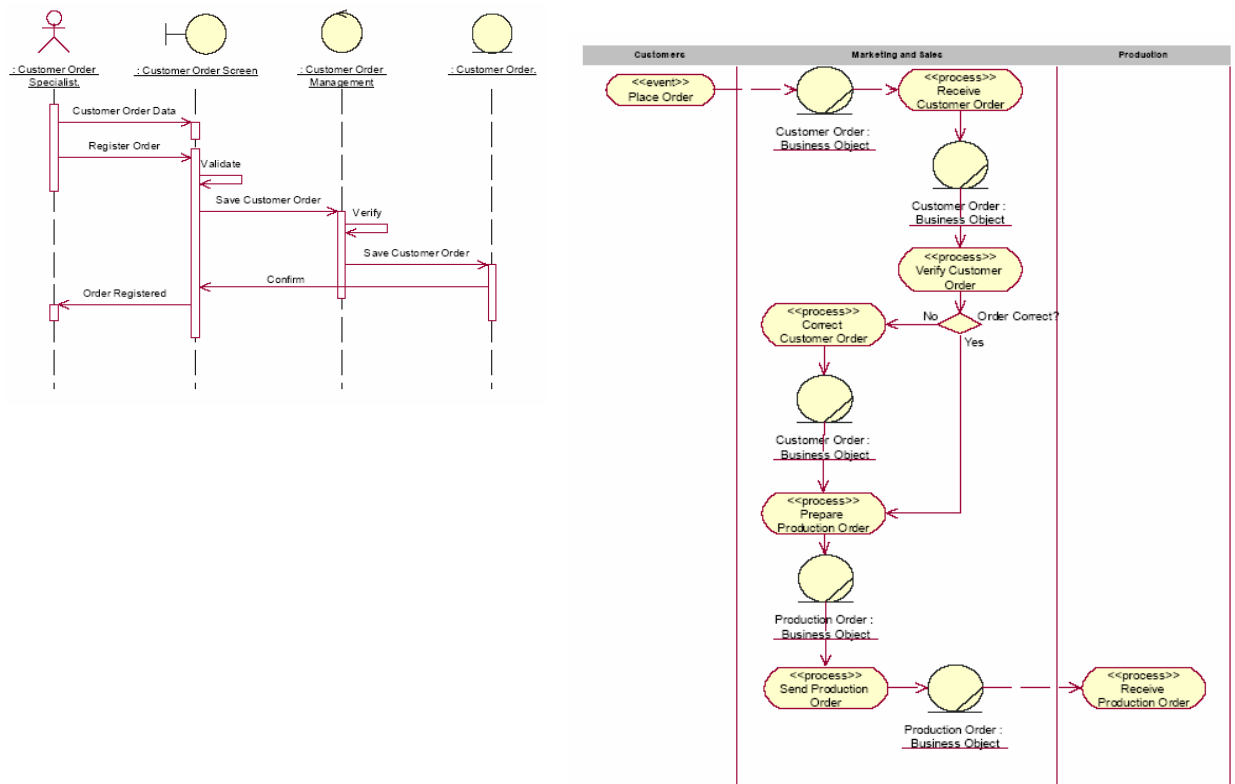 : Customer Order
Specialist.
: Customer Order Screen
: Customer Order
Management
: Customer Order.
Customer Order Data
Register Order
Validate
Save Customer Order
Verify
Save Customer Order
Confirm
Order Registered
Customers
Marketing and Sales
Production
<<event>>
Place Order
Customer Order :
Business Object
<<process>>
Receive
Customer Order
Customer Order :
Business Object
<<process>>
Verify Customer
Order
No
Order Correct?
Yes
<<process>>
Correct
Customer Order
Customer Order :
Business Object
<<process>>
Prepare
Production Order
Production Order :
Business Object
<<process>>
Send Production
Order
Production Order :
Business Object
<<process>>
Receive
Production Order